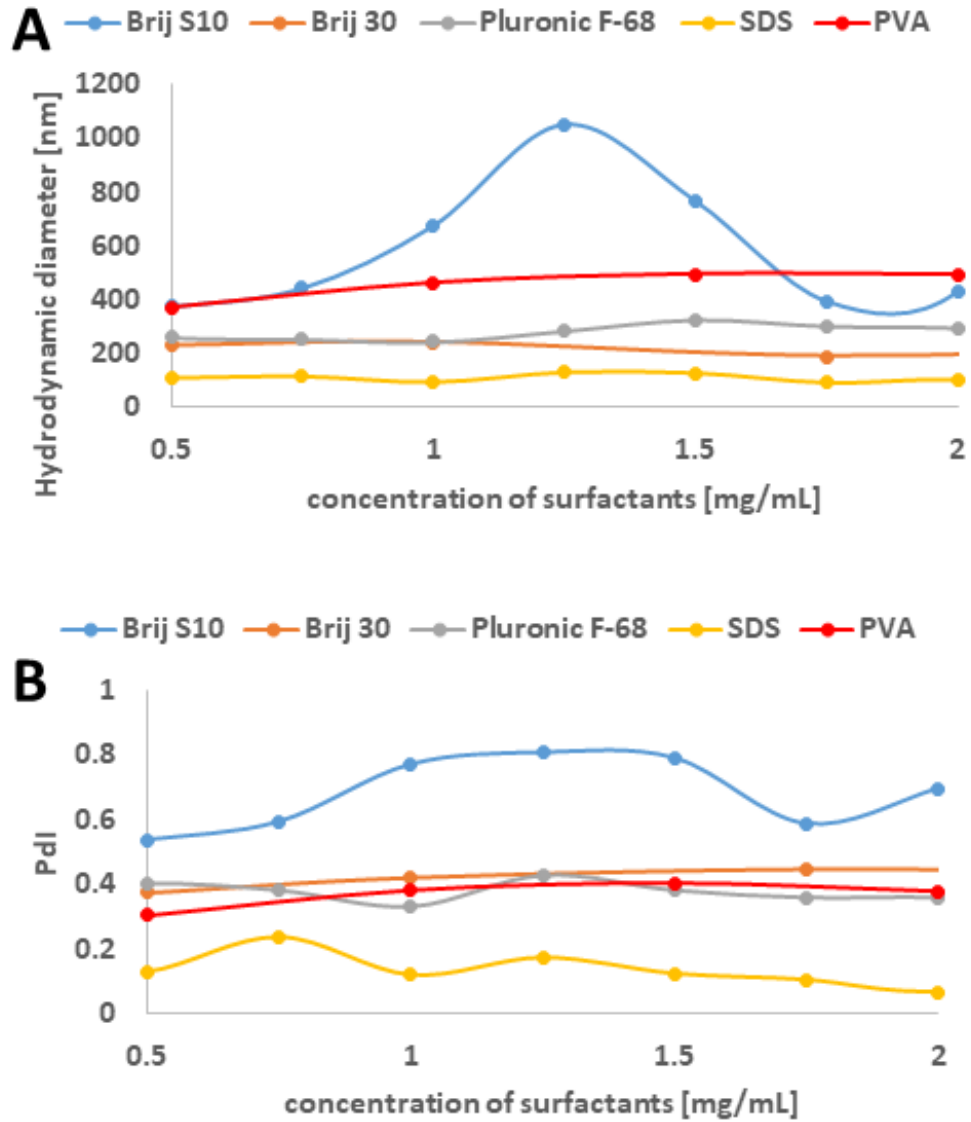 A
Brij S10 Brij 30 Pluronic F-68 SDS PVA
Hydrodynamic diameter [nm]
1200
1000
800
600
400
200
0
0.5 1 1.5 2
concentration of surfactants [mg/mL]
Brij S10 Brij 30 Pluronic F-68 SDS PVA
B
PdI
1
0.8
0.6
0.4
0.2
0
0.5 1 1.5 2
concentration of surfactants [mg/mL]